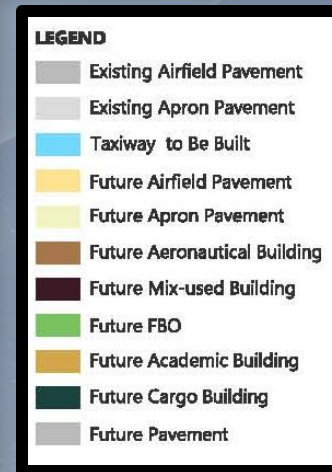 LEGEND
Existing Airfield Pavement
Existing Apron Pavement
Taxiway to Be Built
Future Airfield Pavement
Future Apron Pavement
Future Aeronautical Building
Future Mix-used Building
Future FBO
Future Academic Building
Future Cargo Building
Future Pavement